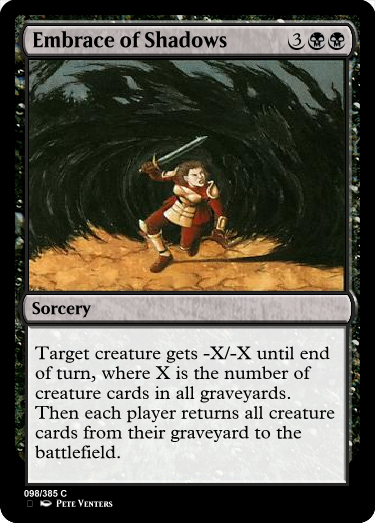 Embrace of Shadows 3
Sorcery
Target creature gets -X/-X until end
of turn, where X is the number of
creature cards in all graveyards.
Then each player returns all creature
cards from their graveyard to the
battlefield.
098/385 C
Pete Venters